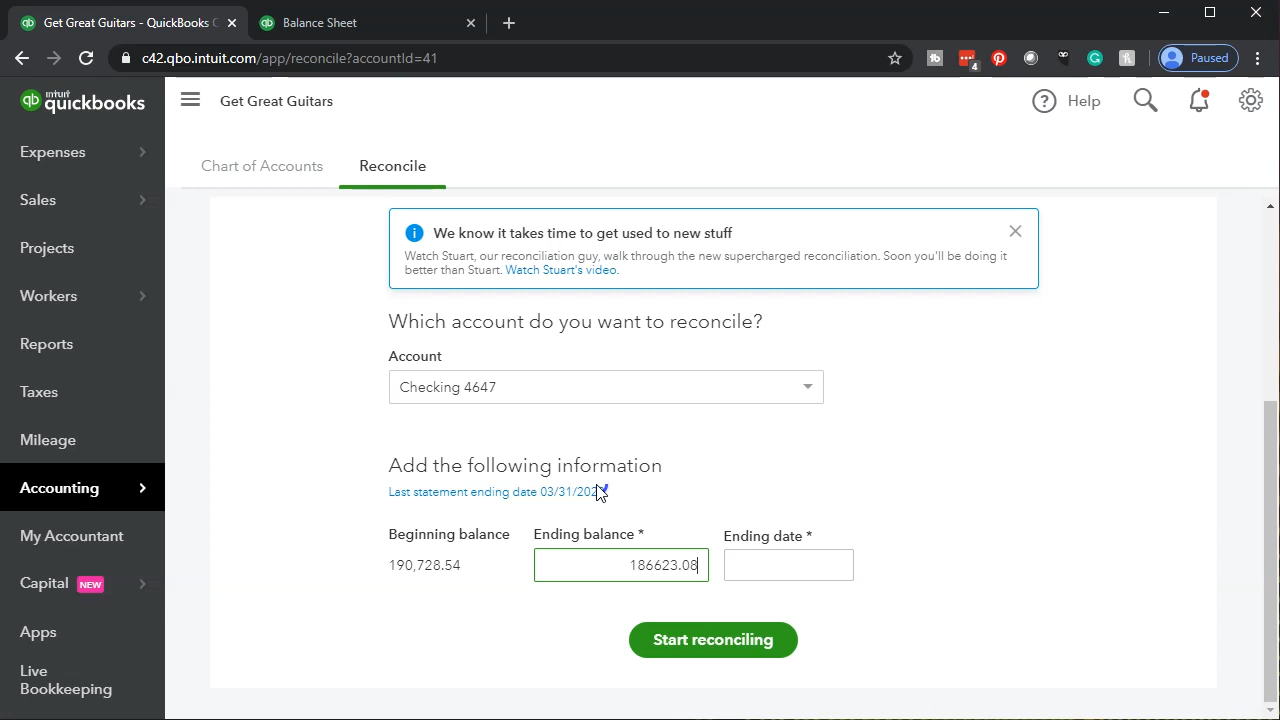 Get Great Guitars - QuickBooks
Balance Sheet
c42.qbo.intuit.com/app/reconcile?accountId=41
4
Paused
qb
intuit
quickbooks
Get Great Guitars
Help
Expenses
Sales
Projects
Workers
Reports
Taxes
Mileage
Accounting
My Accountant
Capital NEW
Apps
Live
Bookkeeping
Chart of Accounts
Reconcile
We know it takes time to get used to new stuff
Watch Stuart, our reconciliation guy, walk through the new supercharged reconciliation. Soon you'll be doing it
better than Stuart. Watch Stuart's video.
Which account do you want to reconcile?
Account
Checking 4647
Add the following information
Last statement ending date
Beginning balance
Ending balance *
Ending date *
190,728.54
186623.08
Start reconciling